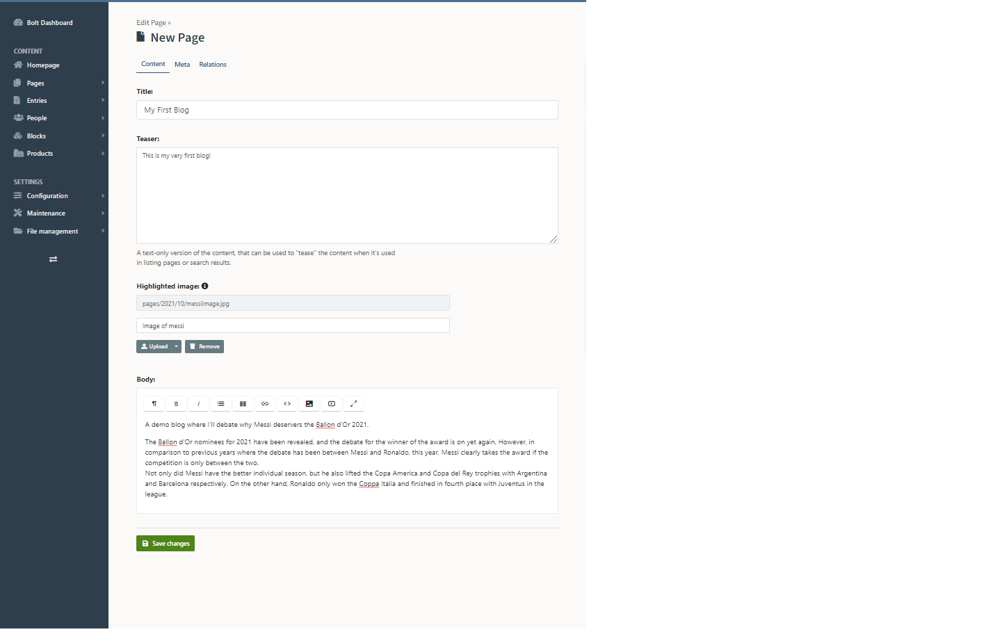 Bolt Dashboard
CONTENT
Homepage
Pages
Entries
People
Blocks
Products
SETTINGS
Configuration
Maintenance
File management
Edit Page »
New Page
Content Meta Relations
Title:
My First Blog
Teaser:
This is my very first blog!
A text-only version of the content, that can be used to "tease" the content when it's used
in listing pages or search results.
Highlighted image:
pages/2021/10/messiImage.jpg
Image of messi
Upload Remove
Body:
¶ B I <>
A demo blog where I'll debate why Messi deservers the Ballon d'Or 2021.
The Ballon d'Or nominees for 2021 have been revealed, and the debate for the winner of the award is on yet again. However, in
comparison to previous years where the debate has been between Messi and Ronaldo, this year, Messi clearly takes the award if the
competition is only between the two.
Not only did Messi have the better individual season, but he also lifted the Copa America and Copa del Rey trophies with Argentina
and Barcelona respectively. On the other hand, Ronaldo only won the Coppa Italia and finished in fourth place with Juventus in the
league.
Save changes